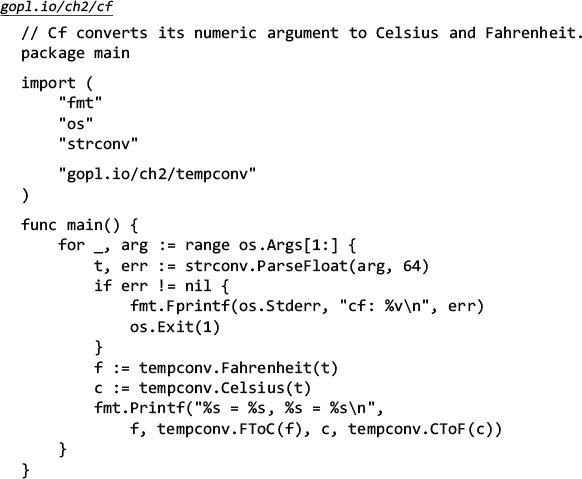 gopl.io/ch2/cf
// Cf converts its numeric argument to Celsius and Fahrenheit.
package main
import (
    "fmt"
    "os"
    "strconv"
    "gopl.io/ch2/tempconv"
)
func main() {
    for _, arg := range os.Args[1:] {
        t, err := strconv.ParseFloat(arg, 64)
        if err != nil {
            fmt.Fprintf(os.Stderr, "cf: %v\n", err)
            os.Exit(1)
        }
        f := tempconv.Fahrenheit(t)
        c := tempconv.Celsius(t)
        fmt.Printf("%s = %s, %s = %s\n",
            f, tempconv.FToC(f), c, tempconv.CToF(c))
    }
}